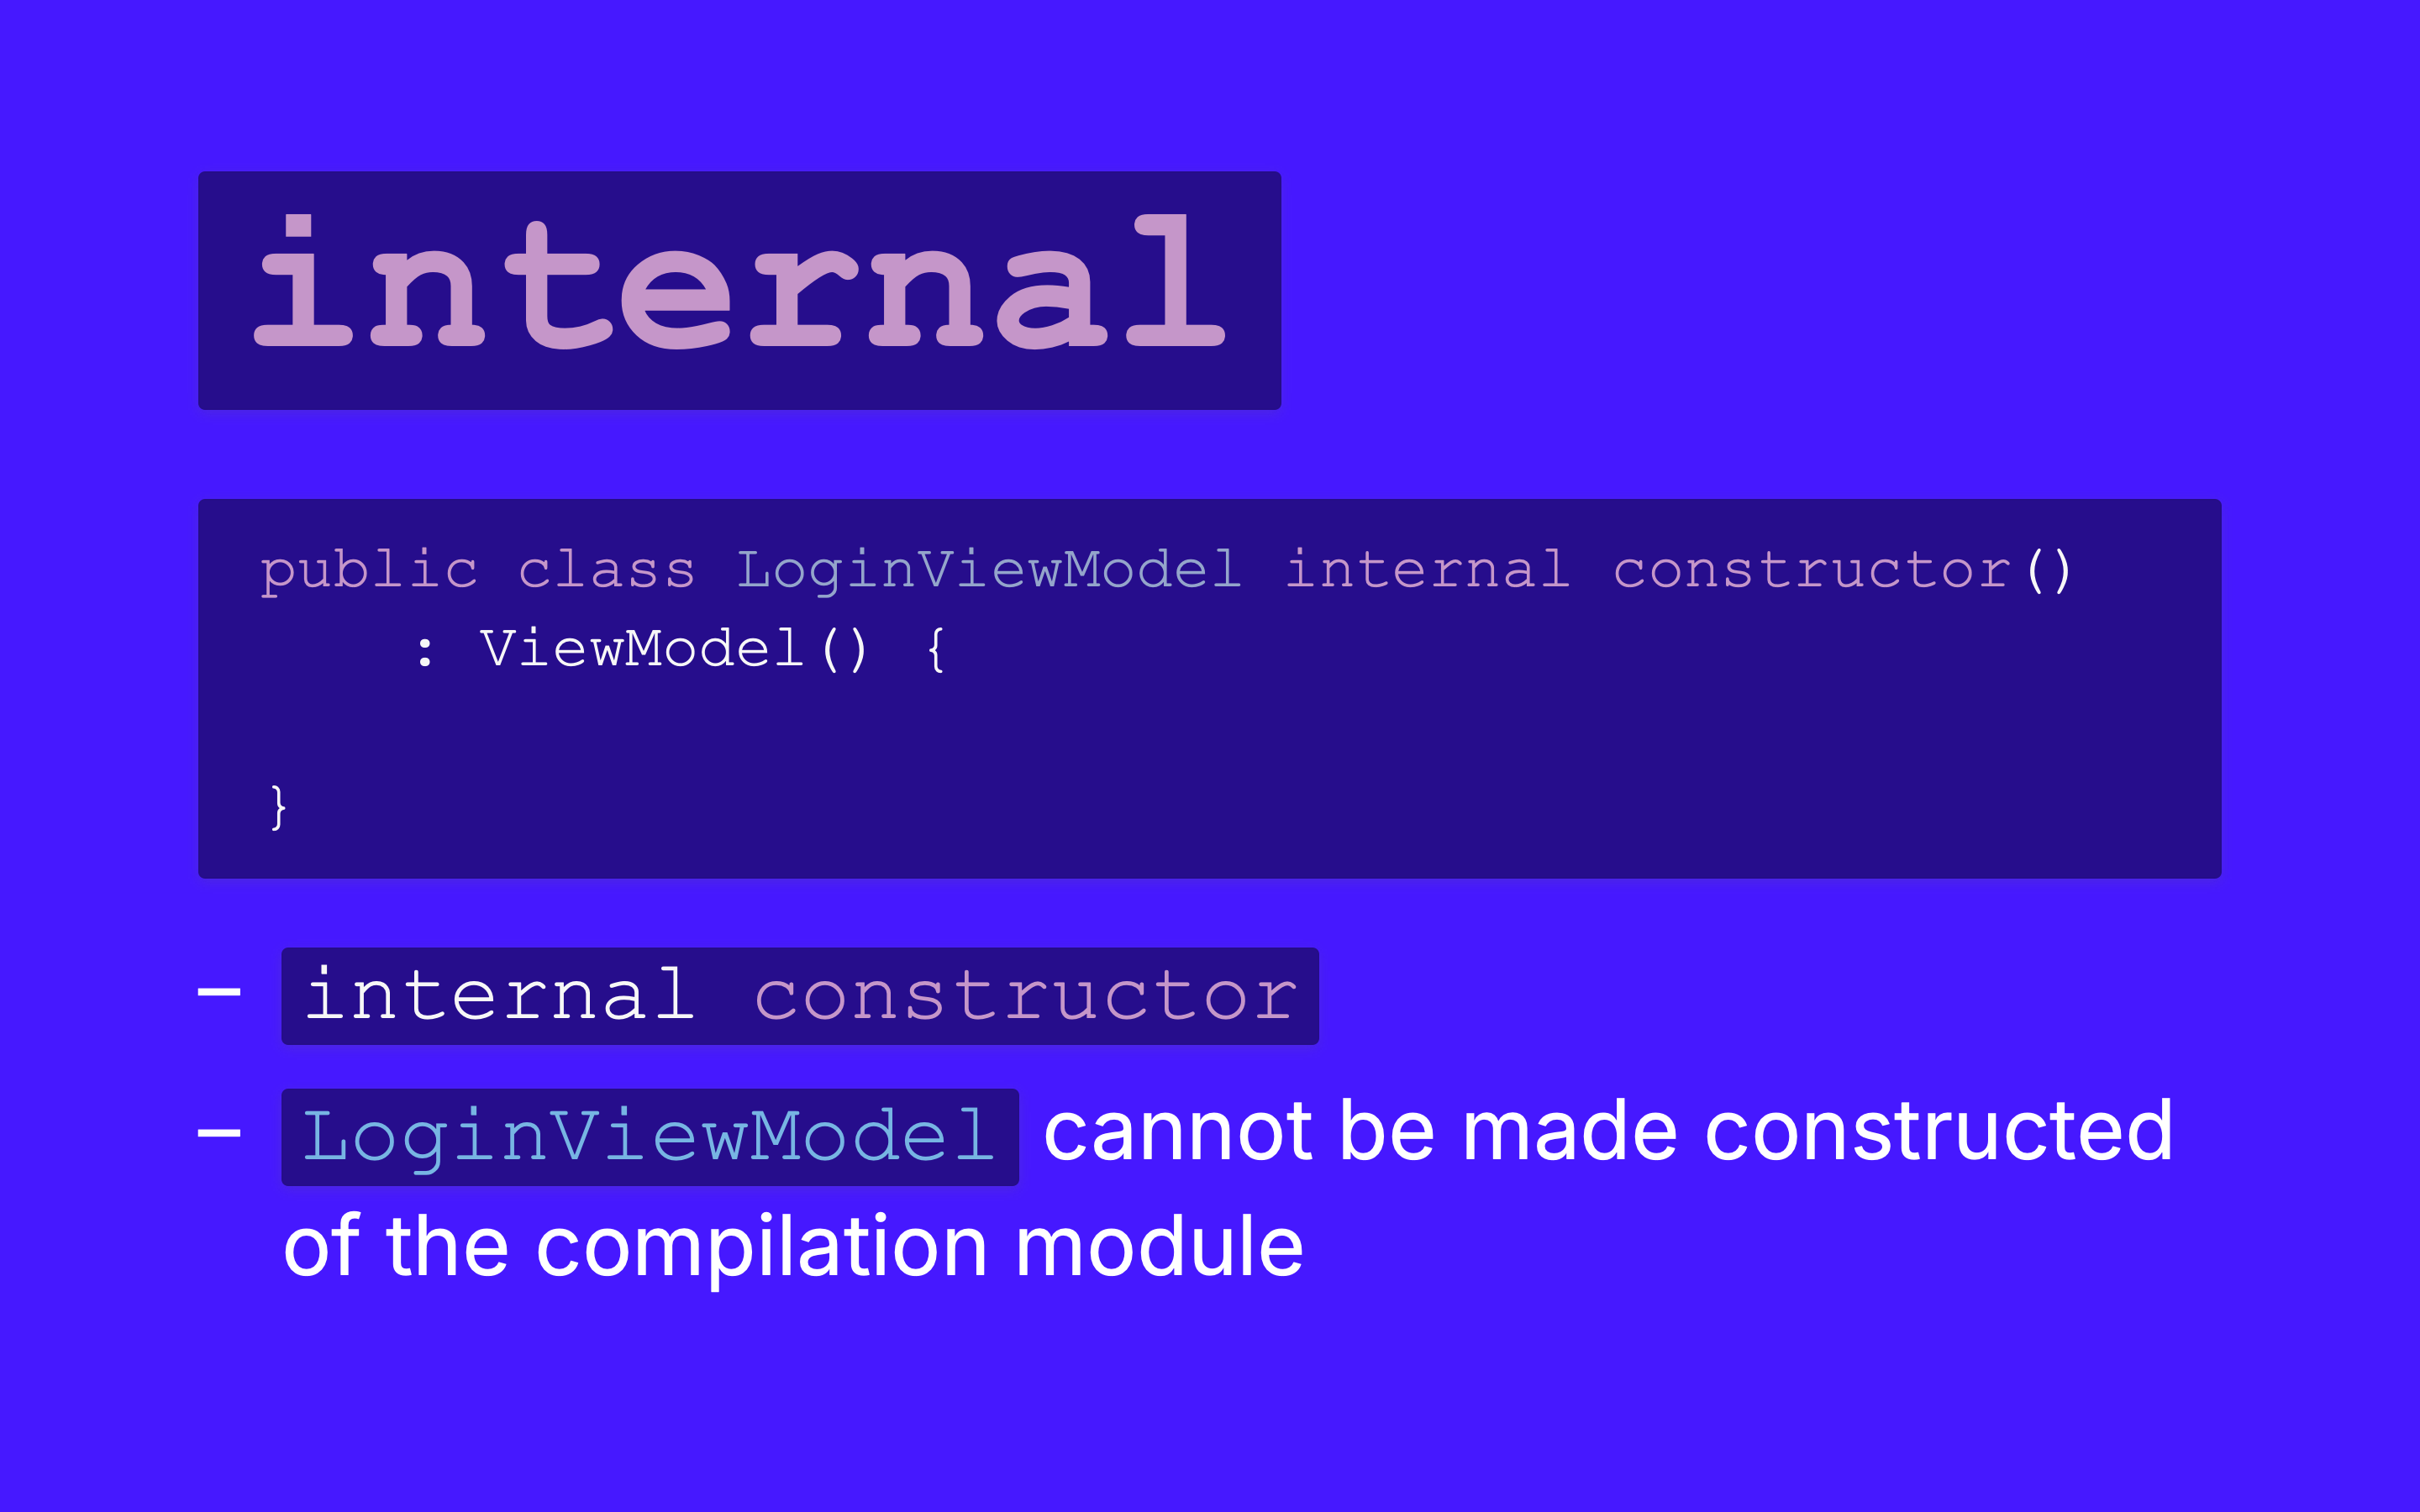 internal
public class LoginViewModel internal constructor()
    : ViewModel() {
}
- internal constructor
- LoginViewModel cannot be made constructed
of the compilation module